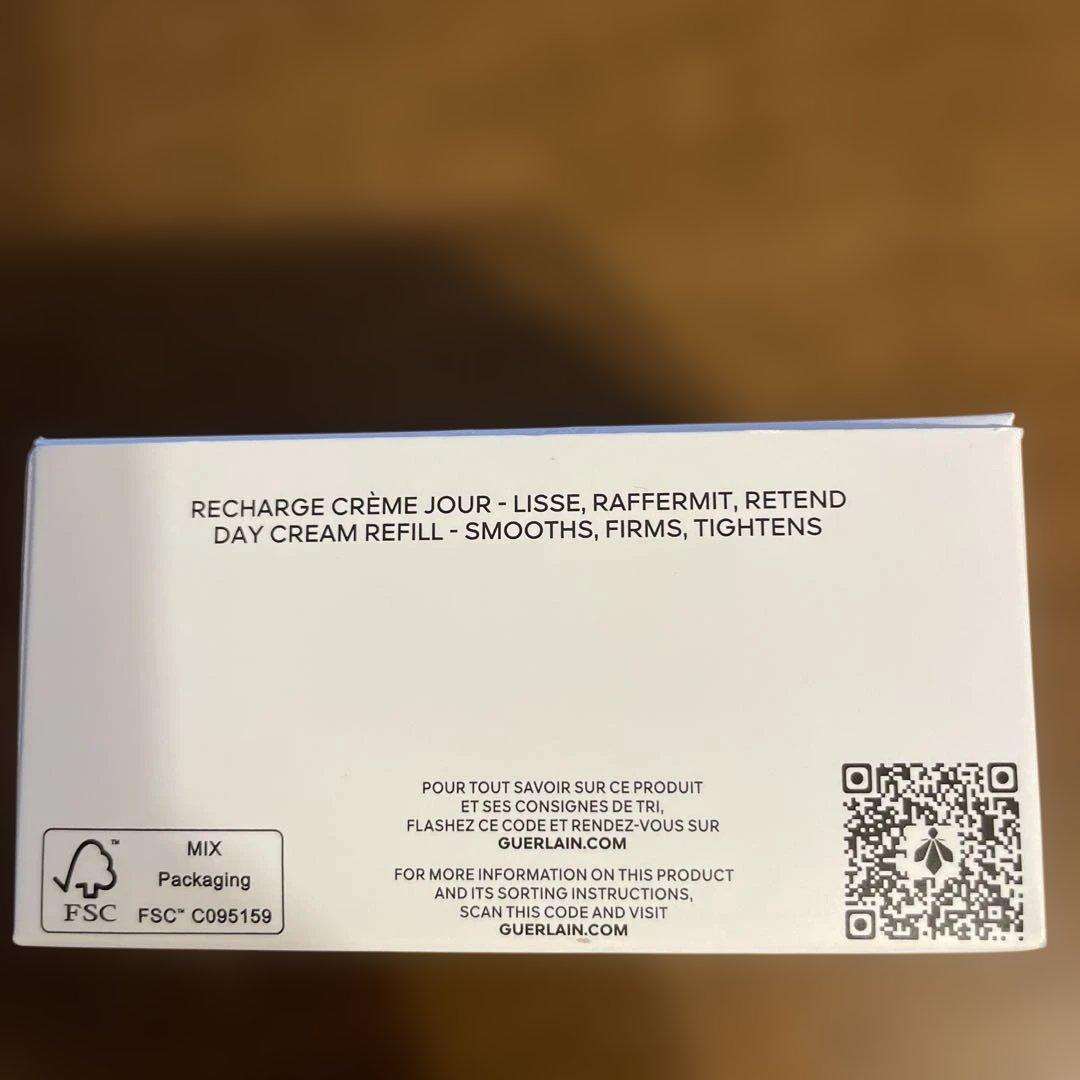 RECHARGE CRÈME JOUR - LISSE, RAFFERMIT, RETEND
DAY CREAM REFILL - SMOOTHS, FIRMS, TIGHTENS
POUR TOUT SAVOIR SUR CE PRODUIT
ET SES CONSIGNES DE TRI,
FLASHEZ CE CODE ET RENDEZ-VOUS SUR
GUERLAIN.COM
FOR MORE INFORMATION ON THIS PRODUCT
AND ITS SORTING INSTRUCTIONS,
SCAN THIS CODE AND VISIT
GUERLAIN.COM
™
FSC
MIX
Packaging
FSC™ C095159